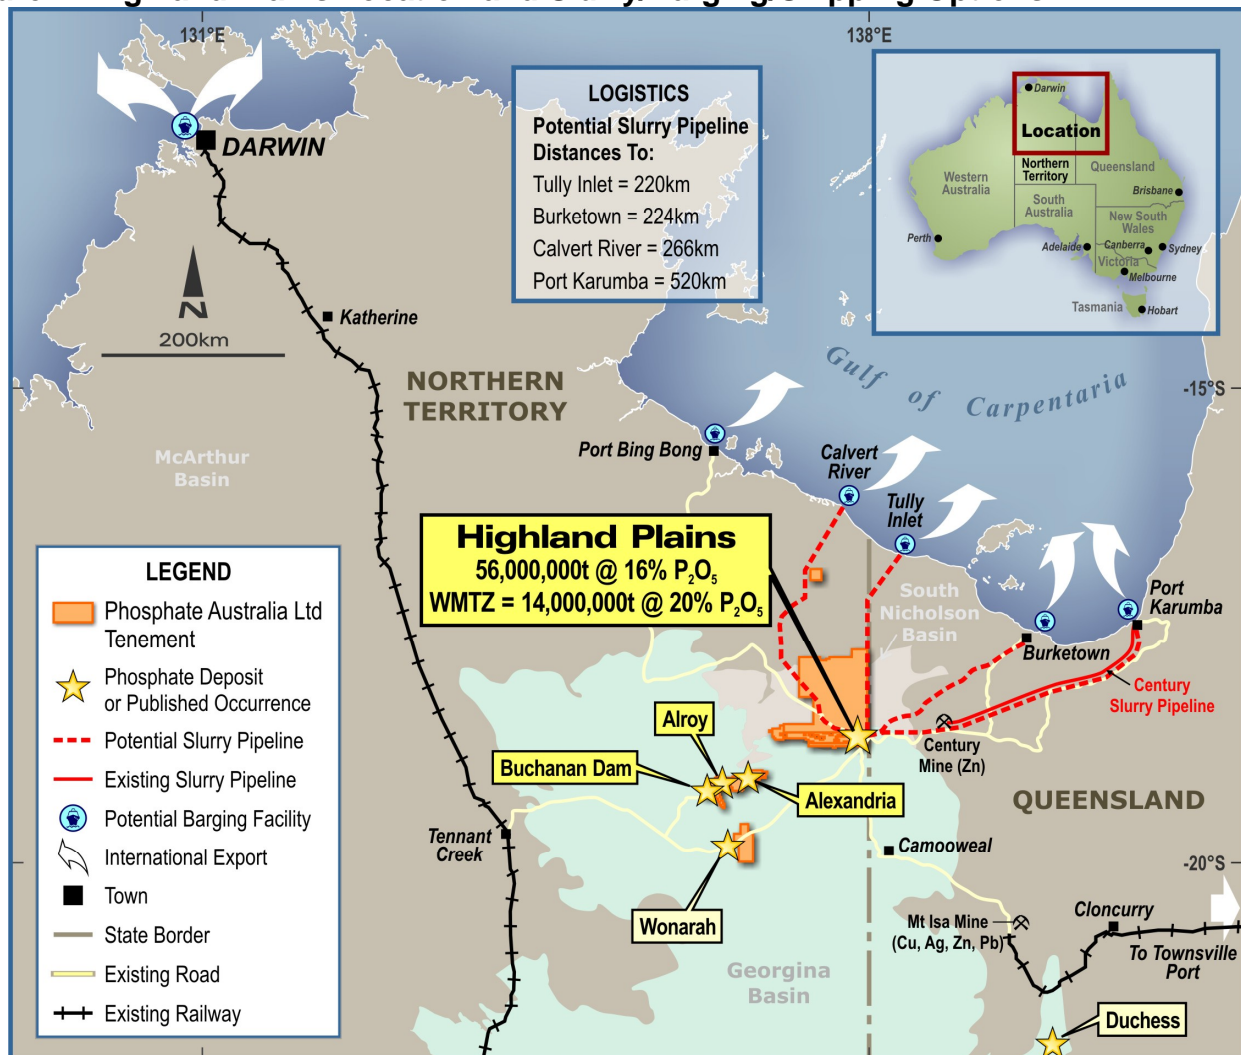 131°E
138°E
DARWIN
Katherine
N
200km
LOGISTICS
Potential Slurry Pipeline
Distances To:
Tully Inlet = 220km
Burketown = 224km
Calvert River = 266km
Port Karumba = 520km
Darwin
Location
Northern
Territory
Western
Australia
Queensland
South
Australia
Brisbane
New South
Wales
Perth
Adelaide
Canberra
Sydney
Victoria
Melbourne
Tasmania
Hobart
NORTHERN
TERRITORY
Gulf of Carpentaria
-15°S
McArthur
Basin
Port Bing Bong
Calvert
River
Tully
Inlet
Highland Plains
56,000,000t @ 16% P₂O₅
WMTZ = 14,000,000t @ 20% P₂O₅
South
Nicholson
Basin
Port
Karumba
Burketown
Century
Slurry Pipeline
Century
Mine (Zn)
LEGEND
Phosphate Australia Ltd
Tenement
Phosphate Deposit
or Published Occurrence
Potential Slurry Pipeline
Existing Slurry Pipeline
Potential Barging Facility
International Export
Town
State Border
Existing Road
Existing Railway
Alroy
Buchanan Dam
Alexandria
QUEENSLAND
Tennant
Creek
Camooweal
-20°S
Wonarah
Mt Isa Mine
(Cu, Ag, Zn, Pb)
Cloncurry
To Townsville
Port
Georgina
Basin
Duchess